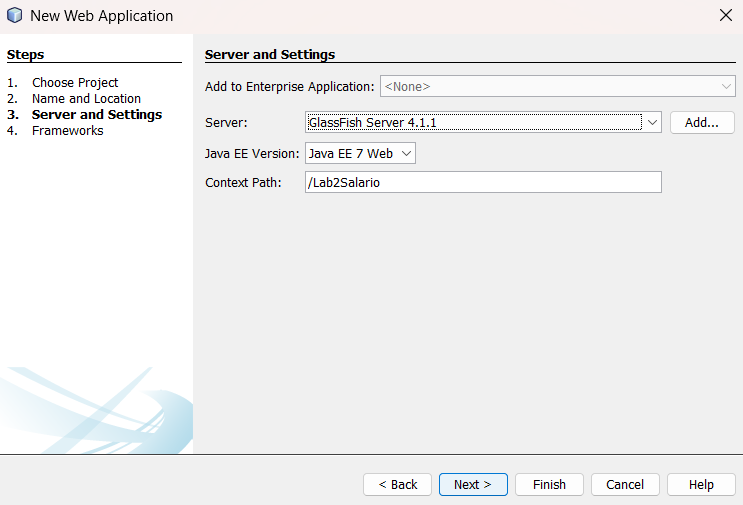 New Web Application
Steps
1. Choose Project
2. Name and Location
3. Server and Settings
4. Frameworks
Server and Settings
Add to Enterprise Application: <None>
Server: GlassFish Server 4.1.1 Add...
Java EE Version: Java EE 7 Web
Context Path: /Lab2Salario
< Back Next > Finish Cancel Help